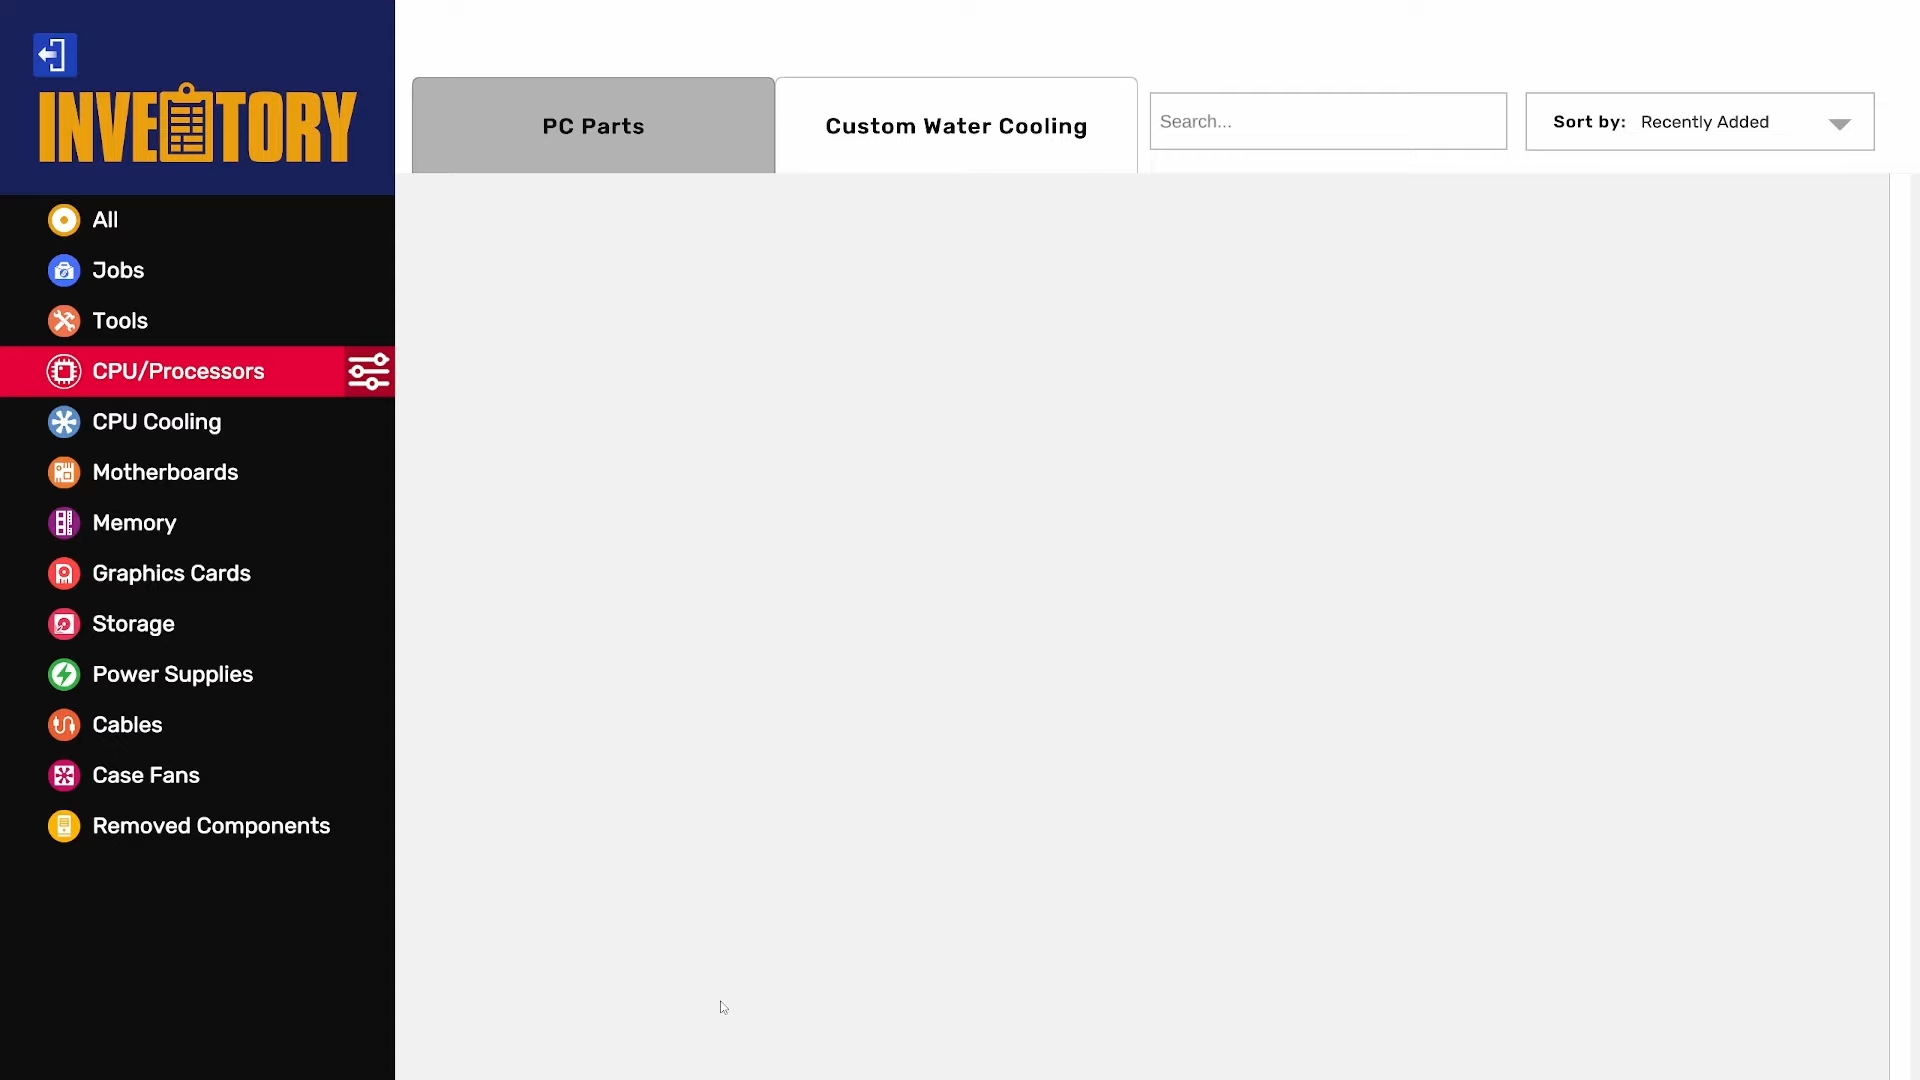 INVENTORY
PC Parts
Custom Water Cooling
Search...
Sort by: Recently Added
All
Jobs
Tools
CPU/Processors
CPU Cooling
Motherboards
Memory
Graphics Cards
Storage
Power Supplies
Cables
Case Fans
Removed Components